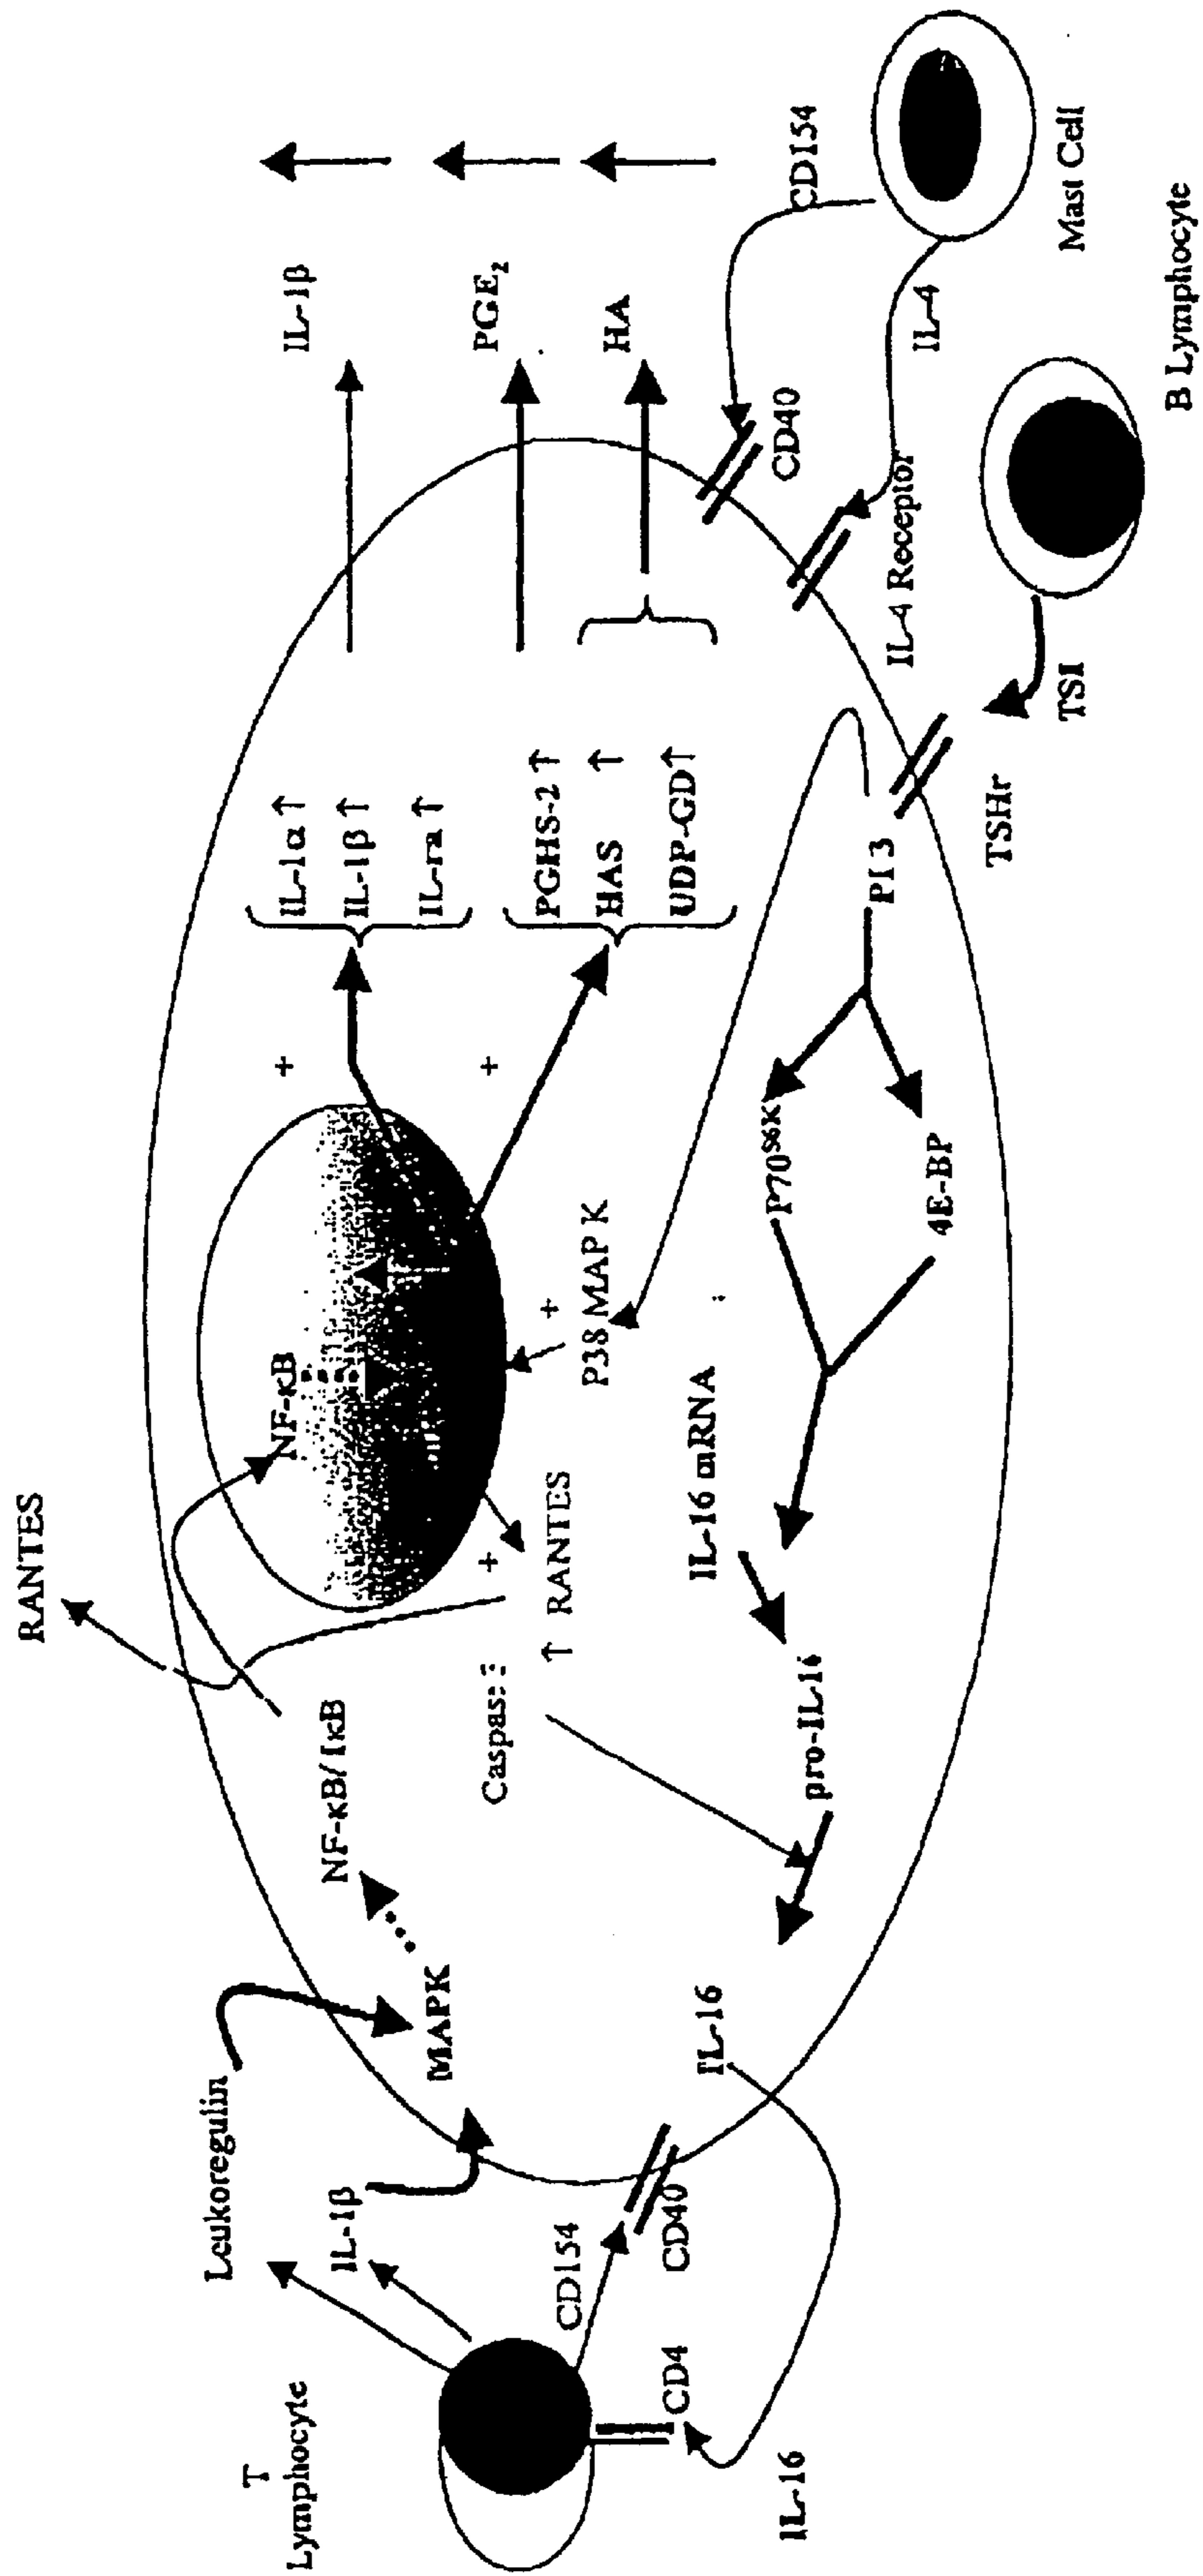 RANTES
T
Lymphocyte
Leukoregulin
IL-1β
MAPK
NF-κB/IκB
NF-κB
CD154
CD40
CD4
IL-16
IL-16
+
↑ RANTES
+
P38 MAP K
IL-16 mRNA
pro-IL-16
P70S6K
4E-BP
PI 3
+
+
IL-1α↑
IL-1β↑
IL-ra↑
PGHS-2↑
HAS ↑
UDP-GD↑
IL-1β
PGE2
HA
CD154
CD40
IL-4
IL-4 Receptor
Mast Cell
TSHr
TSI
B Lymphocyte